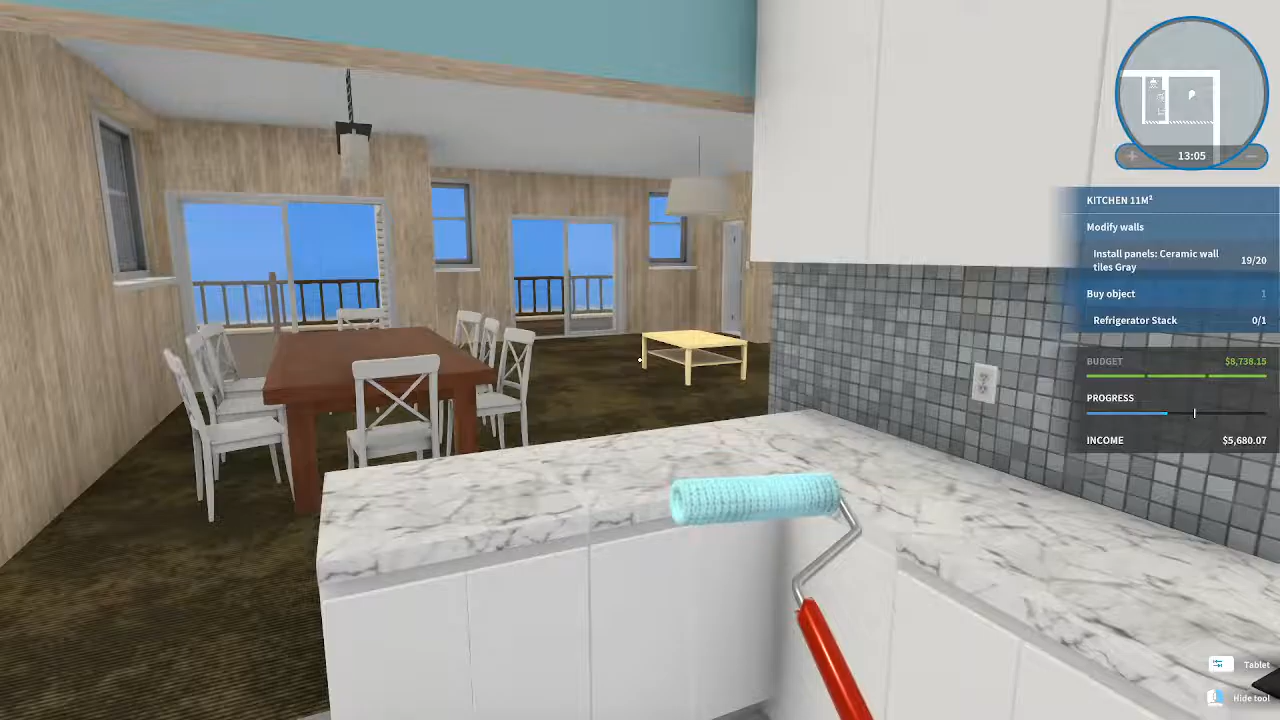 13:05
KITCHEN 11M²
Modify walls
Install panels: Ceramic wall
tiles Gray
19/20
Buy object 1
Refrigerator Stack 0/1
BUDGET $8,738.15
PROGRESS
INCOME $5,680.07
Tablet
Hide tool